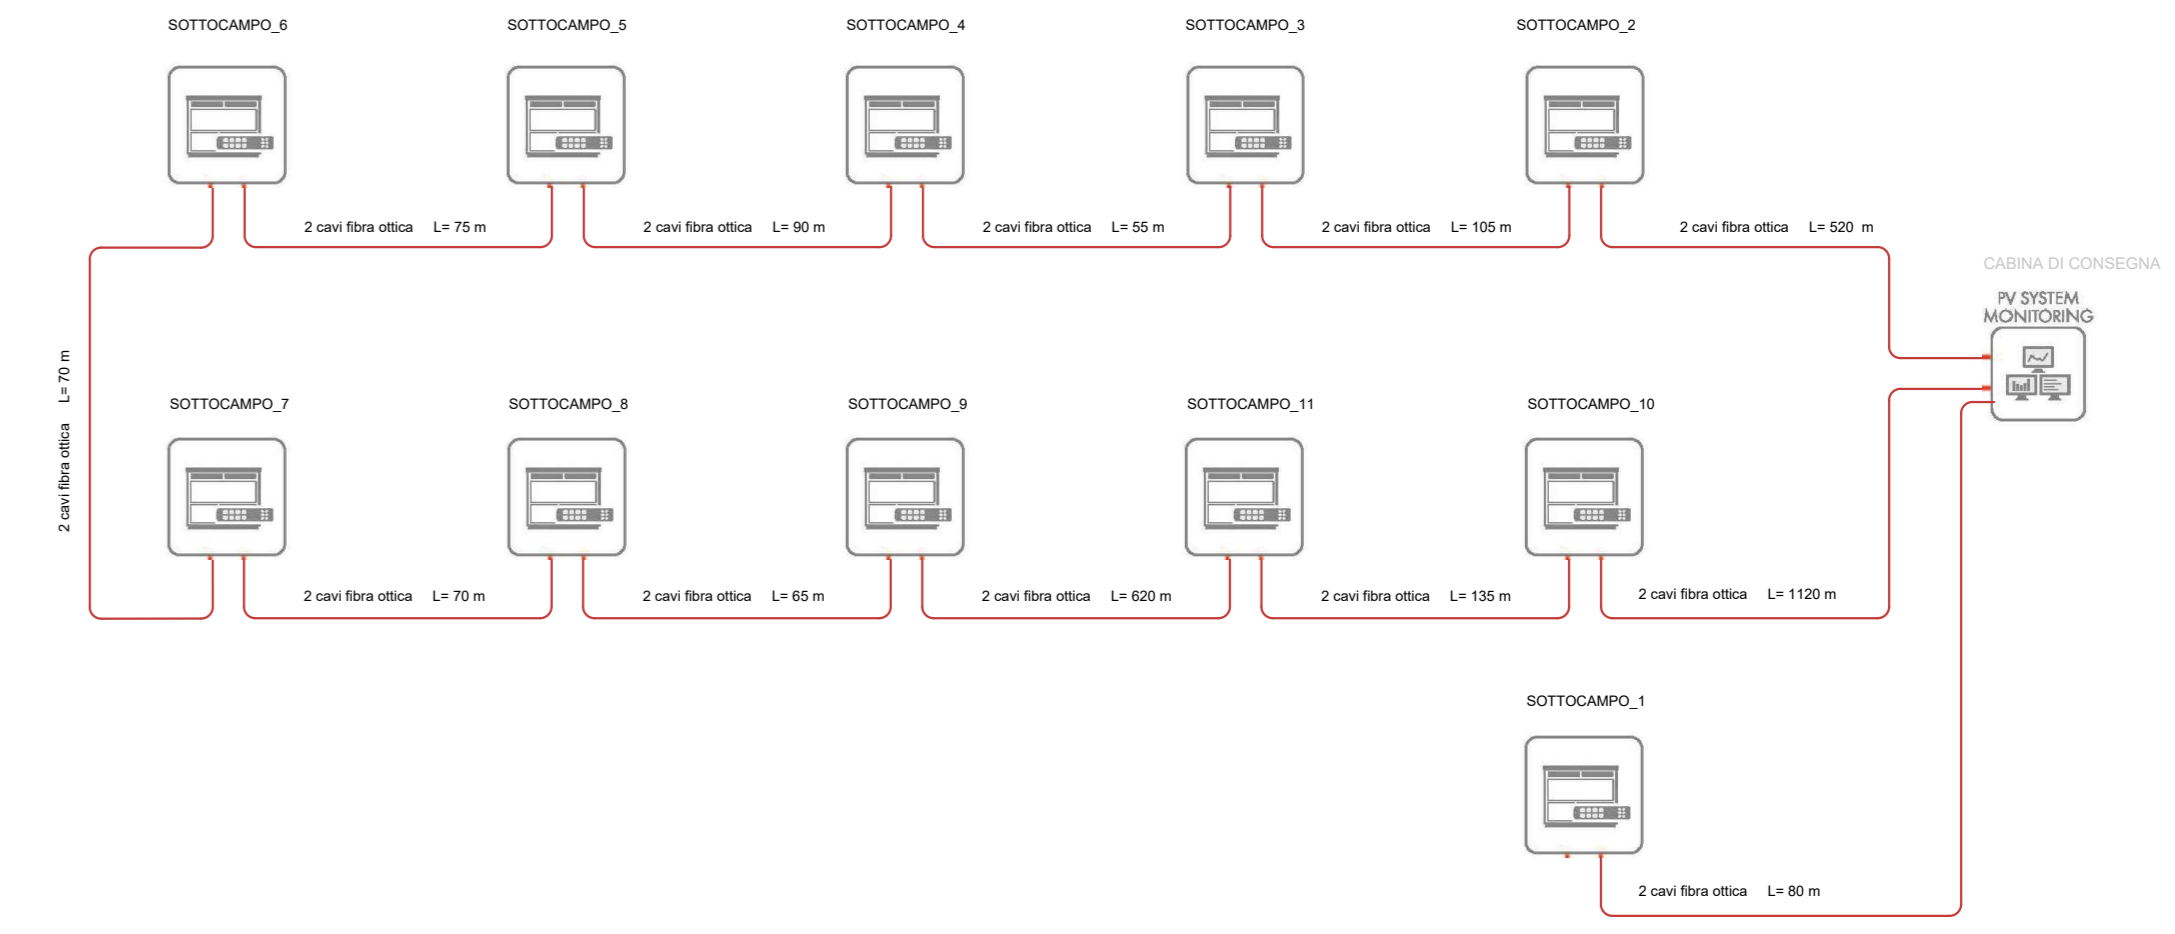 SOTTOCAMPO_6 SOTTOCAMPO_5 SOTTOCAMPO_4 SOTTOCAMPO_3 SOTTOCAMPO_2
2 cavi fibra ottica L= 75 m 2 cavi fibra ottica L= 90 m 2 cavi fibra ottica L= 55 m 2 cavi fibra ottica L= 105 m 2 cavi fibra ottica L= 520 m
CABINA DI CONSEGNA
PV SYSTEM
MONITORING
2 cavi fibra ottica L= 70 m
SOTTOCAMPO_7 SOTTOCAMPO_8 SOTTOCAMPO_9 SOTTOCAMPO_11 SOTTOCAMPO_10
2 cavi fibra ottica L= 70 m 2 cavi fibra ottica L= 65 m 2 cavi fibra ottica L= 620 m 2 cavi fibra ottica L= 135 m 2 cavi fibra ottica L= 1120 m
SOTTOCAMPO_1
2 cavi fibra ottica L= 80 m